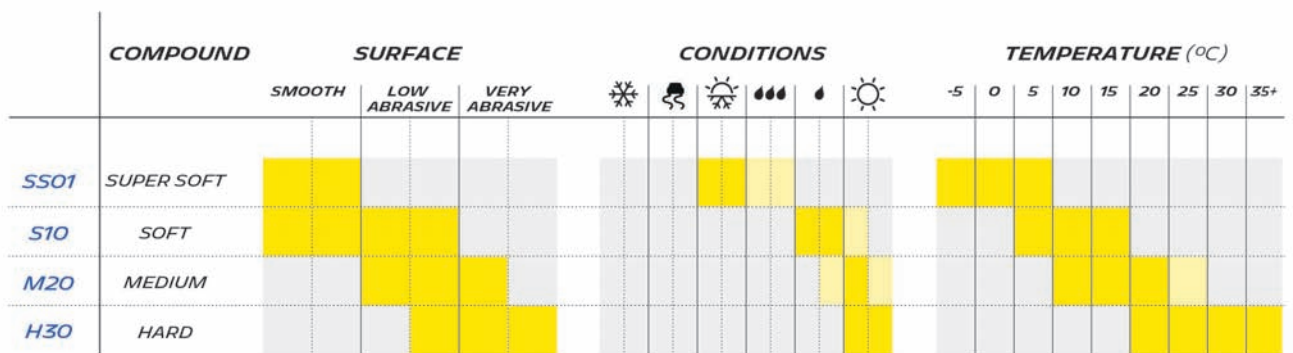 COMPOUND SURFACE CONDITIONS TEMPERATURE (ºC)
SMOOTH LOW ABRASIVE VERY ABRASIVE -5 0 5 10 15 20 25 30 35+
SS01 SUPER SOFT
S10 SOFT
M20 MEDIUM
H30 HARD